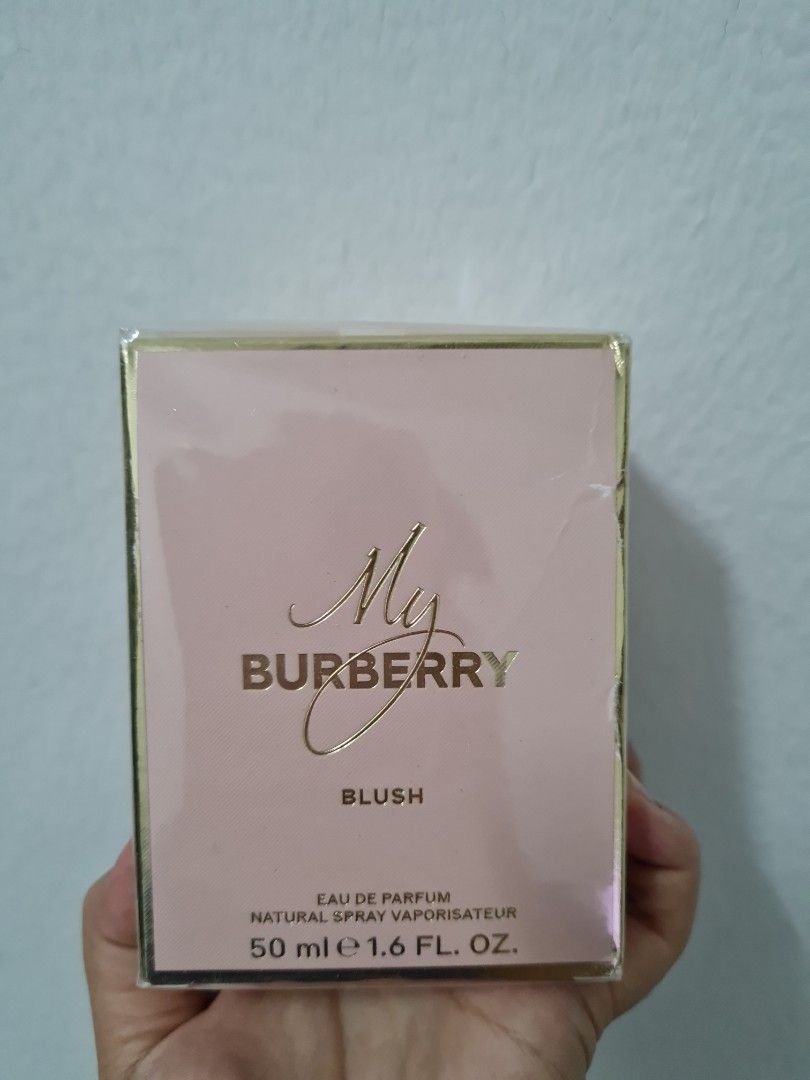 My
BURBERRY
BLUSH
EAU DE PARFUM
NATURAL SPRAY VAPORISATEUR
50 ml ℮ 1.6 FL. OZ.